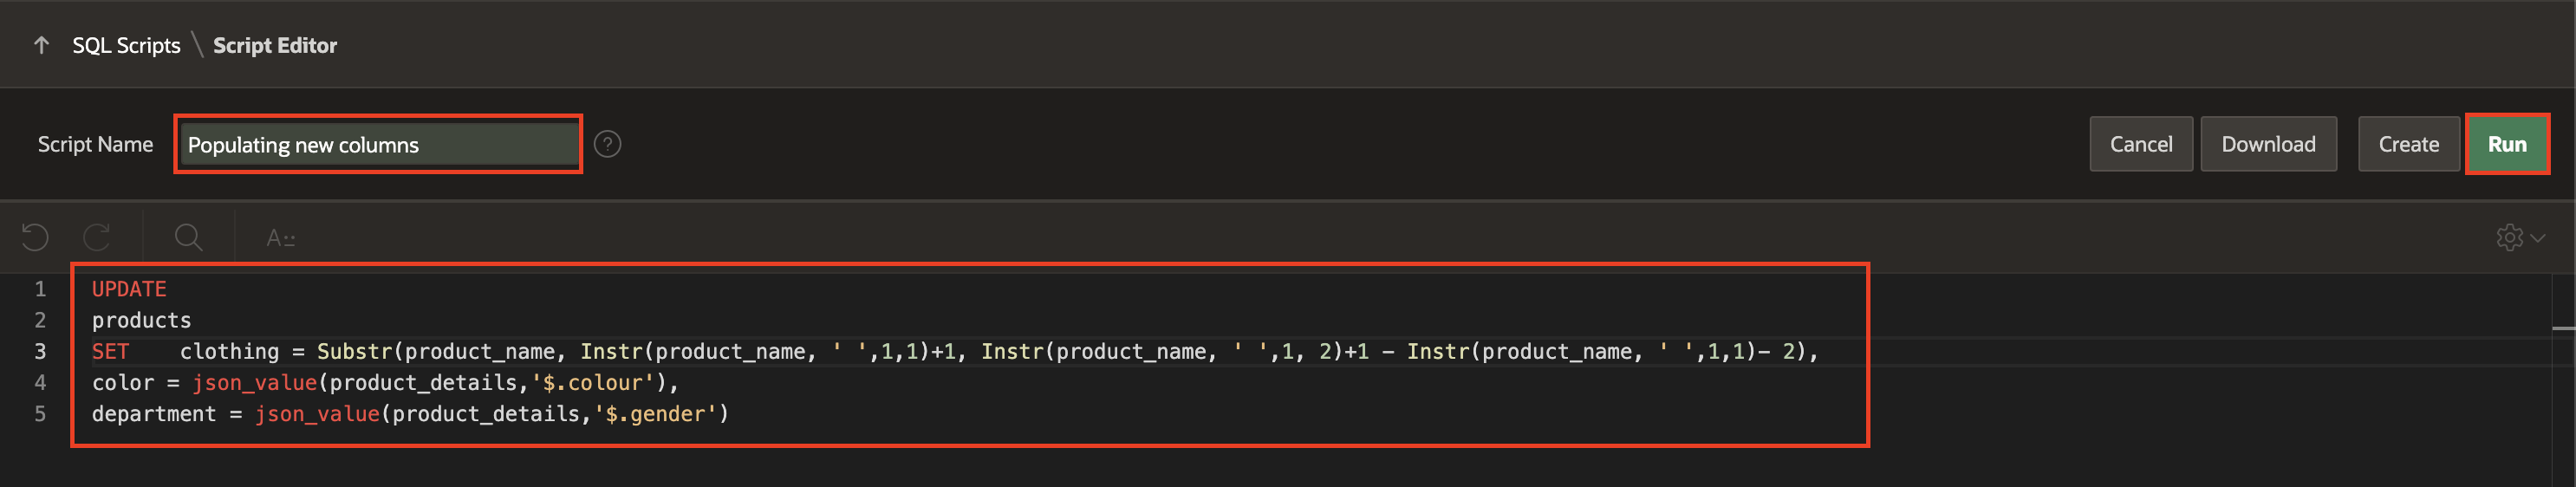 SQL Scripts \ Script Editor
Script Name Populating new columns ? Cancel Download Create Run
A
1 UPDATE
2 products
3 SET    clothing = Substr(product_name, Instr(product_name, ' ',1,1)+1, Instr(product_name, ' ',1, 2)+1 - Instr(product_name, ' ',1,1)- 2),
4 color = json_value(product_details,'$.colour'),
5 department = json_value(product_details,'$.gender')